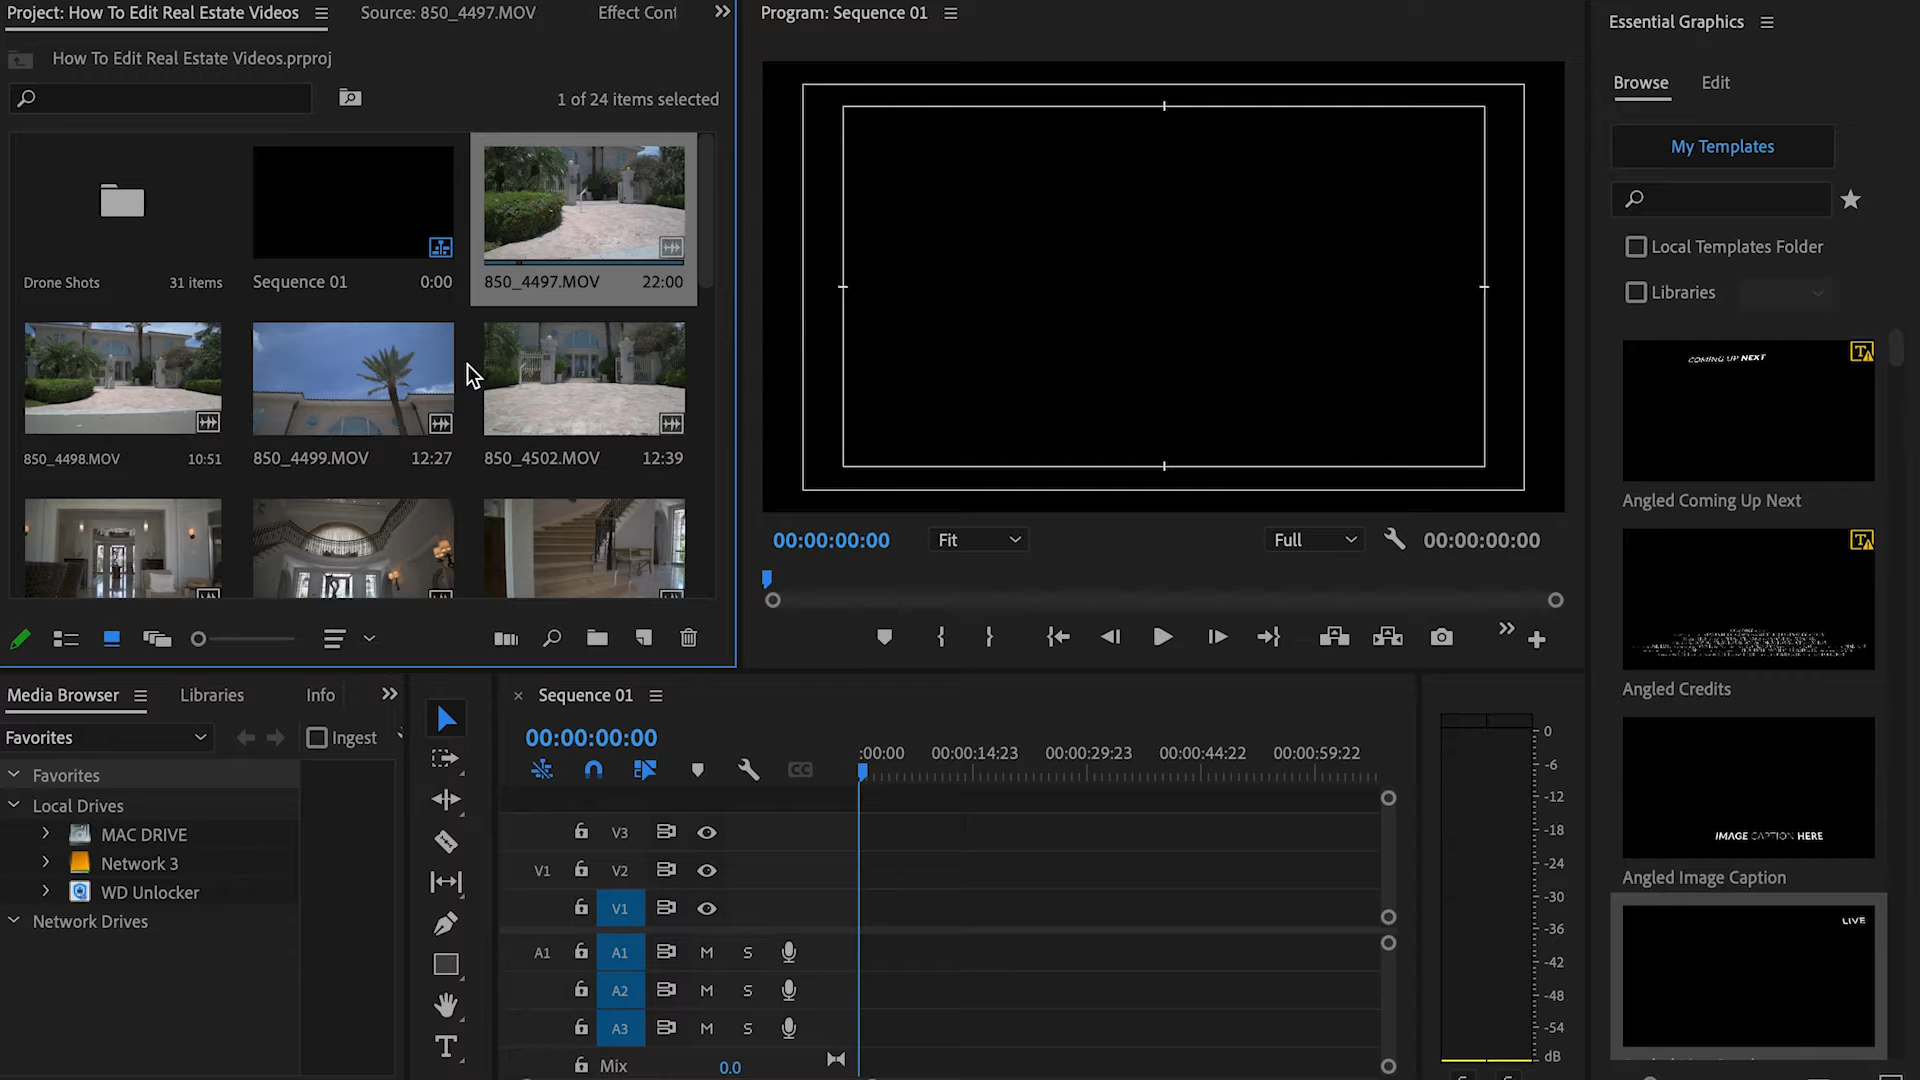 Project: How To Edit Real Estate Videos
Source: 850_4497.MOV
Effect Cont
How To Edit Real Estate Videos.prproj
1 of 24 items selected
Drone Shots
31 items
Sequence 01
0:00
850_4497.MOV
22:00
850_4498.MOV
10:51
850_4499.MOV
12:27
850_4502.MOV
12:39
Program: Sequence 01
00:00:00:00
Fit
Full
00:00:00:00
Essential Graphics
Browse
Edit
My Templates
Local Templates Folder
Libraries
COMING UP NEXT
Angled Coming Up Next
Angled Credits
IMAGE CAPTION HERE
Angled Image Caption
LIVE
Media Browser
Libraries
Info
Favorites
Ingest
Favorites
Local Drives
MAC DRIVE
Network 3
WD Unlocker
Network Drives
T
Sequence 01
00:00:00:00
CC
:00:00
00:00:14:23
00:00:29:23
00:00:44:22
00:00:59:22
V3
V1
V2
V1
A1
A1
M
S
A2
M
S
A3
M
S
Mix
0.0
0
-6
-12
-18
-24
-30
-36
-42
-48
-54
dB